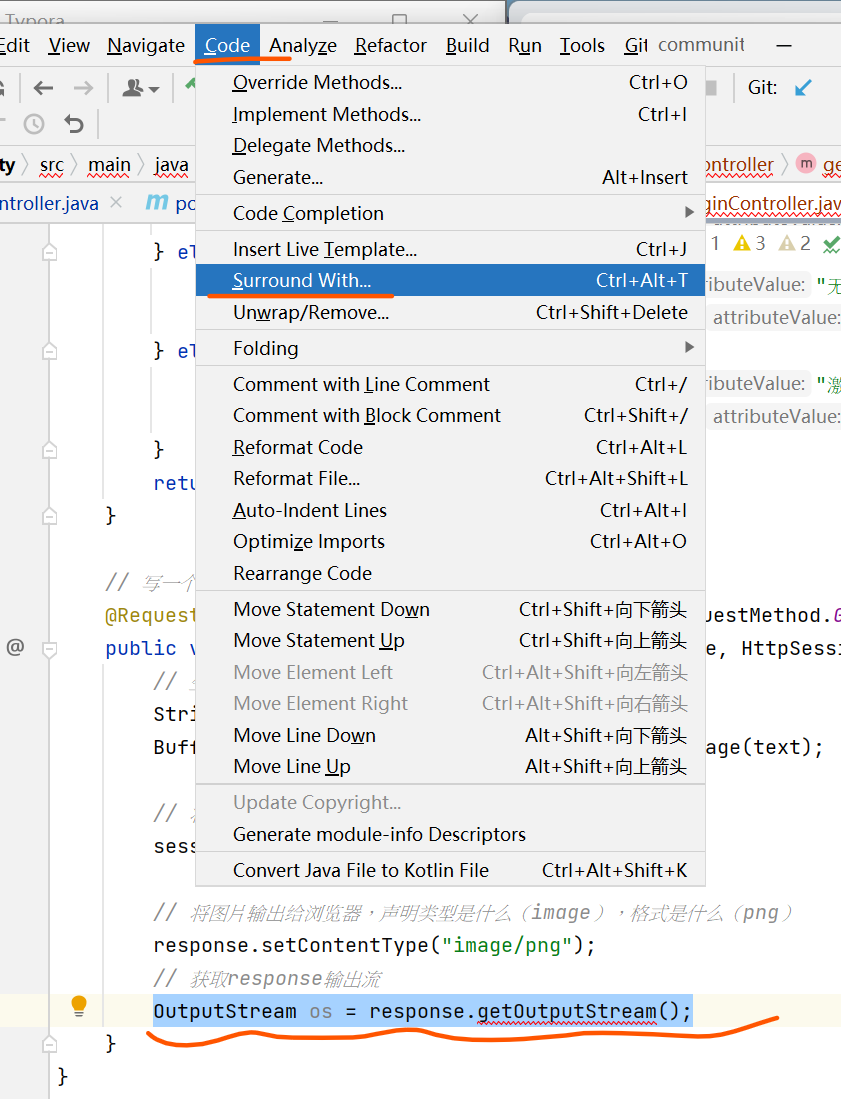 Typora
Edit View Navigate Code Analyze Refactor Build Run Tools Git communit
Git:
ty src main java ontroller m ge
ntroller.java po ginController.jav
Override Methods... Ctrl+O
Implement Methods... Ctrl+I
Delegate Methods...
Generate... Alt+Insert
Code Completion
1 3 2
} el
Insert Live Template... Ctrl+J
Surround With... Ctrl+Alt+T
ributeValue: "无
Unwrap/Remove... Ctrl+Shift+Delete
attributeValue:
} el
Folding
Comment with Line Comment Ctrl+/
ributeValue: "激
Comment with Block Comment Ctrl+Shift+/
attributeValue:
}
Reformat Code Ctrl+Alt+L
Reformat File... Ctrl+Alt+Shift+L
retu
Auto-Indent Lines Ctrl+Alt+I
}
Optimize Imports Ctrl+Alt+O
Rearrange Code
// 写一个
Move Statement Down Ctrl+Shift+向下箭头
@Request uestMethod.G
Move Statement Up Ctrl+Shift+向上箭头
@ public v e, HttpSessi
Move Element Left Ctrl+Alt+Shift+向左箭头
//
Move Element Right Ctrl+Alt+Shift+向右箭头
Stri
Move Line Down Alt+Shift+向下箭头
Buff age(text);
Move Line Up Alt+Shift+向上箭头
Update Copyright...
//
Generate module-info Descriptors
sess
Convert Java File to Kotlin File Ctrl+Alt+Shift+K
// 将图片输出给浏览器，声明类型是什么（image），格式是什么（png）
response.setContentType("image/png");
// 获取response输出流
OutputStream os = response.getOutputStream();
}
}